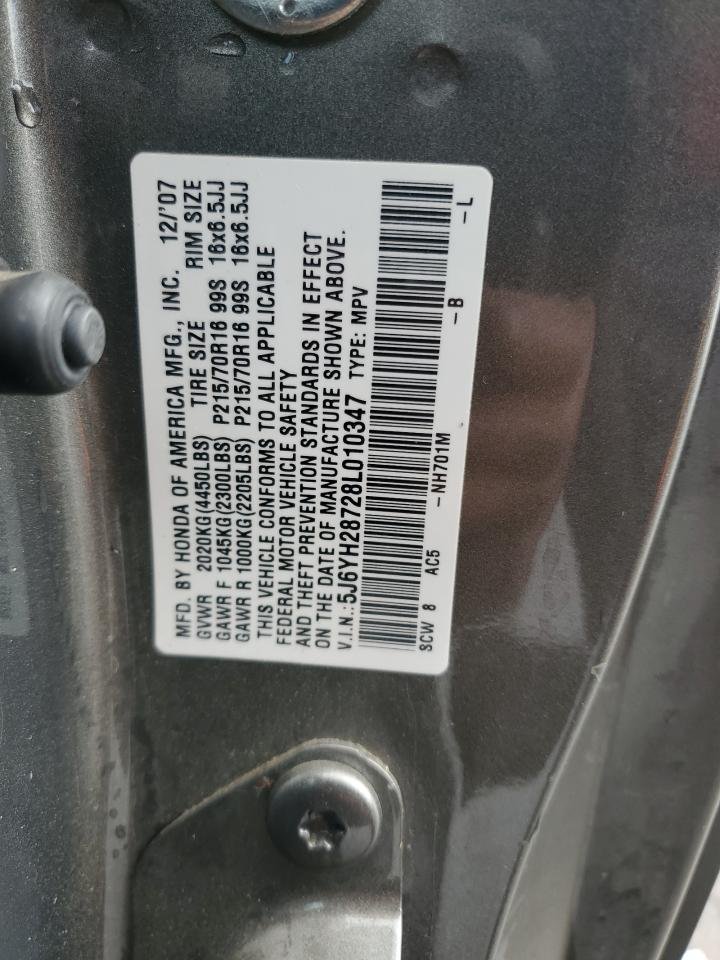 MFD. BY HONDA OF AMERICA MFG., INC. 12/'07
GVWR 2020KG(4450LBS) TIRE SIZE RIM SIZE
GAWR F 1045KG(2300LBS) P215/70R16 99S 16x6.5JJ
GAWR R 1000KG(2205LBS) P215/70R16 99S 16x6.5JJ
THIS VEHICLE CONFORMS TO ALL APPLICABLE
FEDERAL MOTOR VEHICLE SAFETY
AND THEFT PREVENTION STANDARDS IN EFFECT
ON THE DATE OF MANUFACTURE SHOWN ABOVE.
V.I.N.:5J6YH28728L010347 TYPE: MPV
SCW 8 AC5 -NH701M -B -L